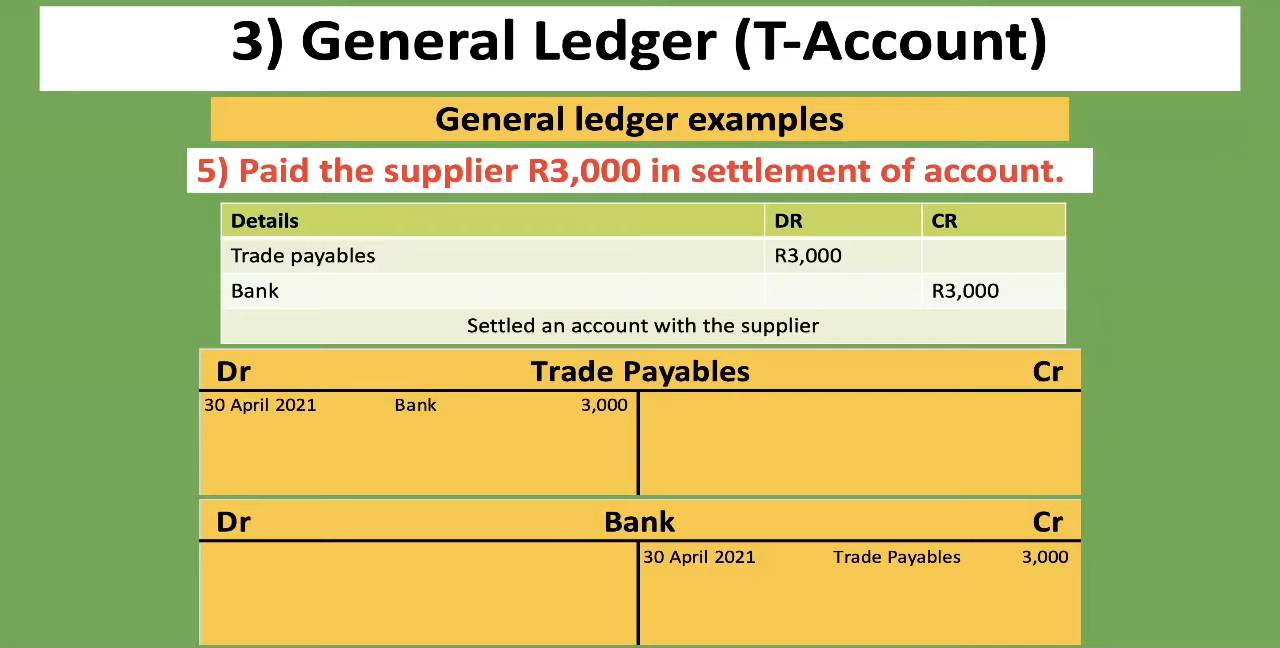 3) General Ledger (T-Account)
General ledger examples
5) Paid the supplier R3,000 in settlement of account.
Details DR CR
Trade payables R3,000
Bank R3,000
Settled an account with the supplier
Dr Trade Payables Cr
30 April 2021 Bank 3,000
Dr Bank Cr
30 April 2021 Trade Payables 3,000